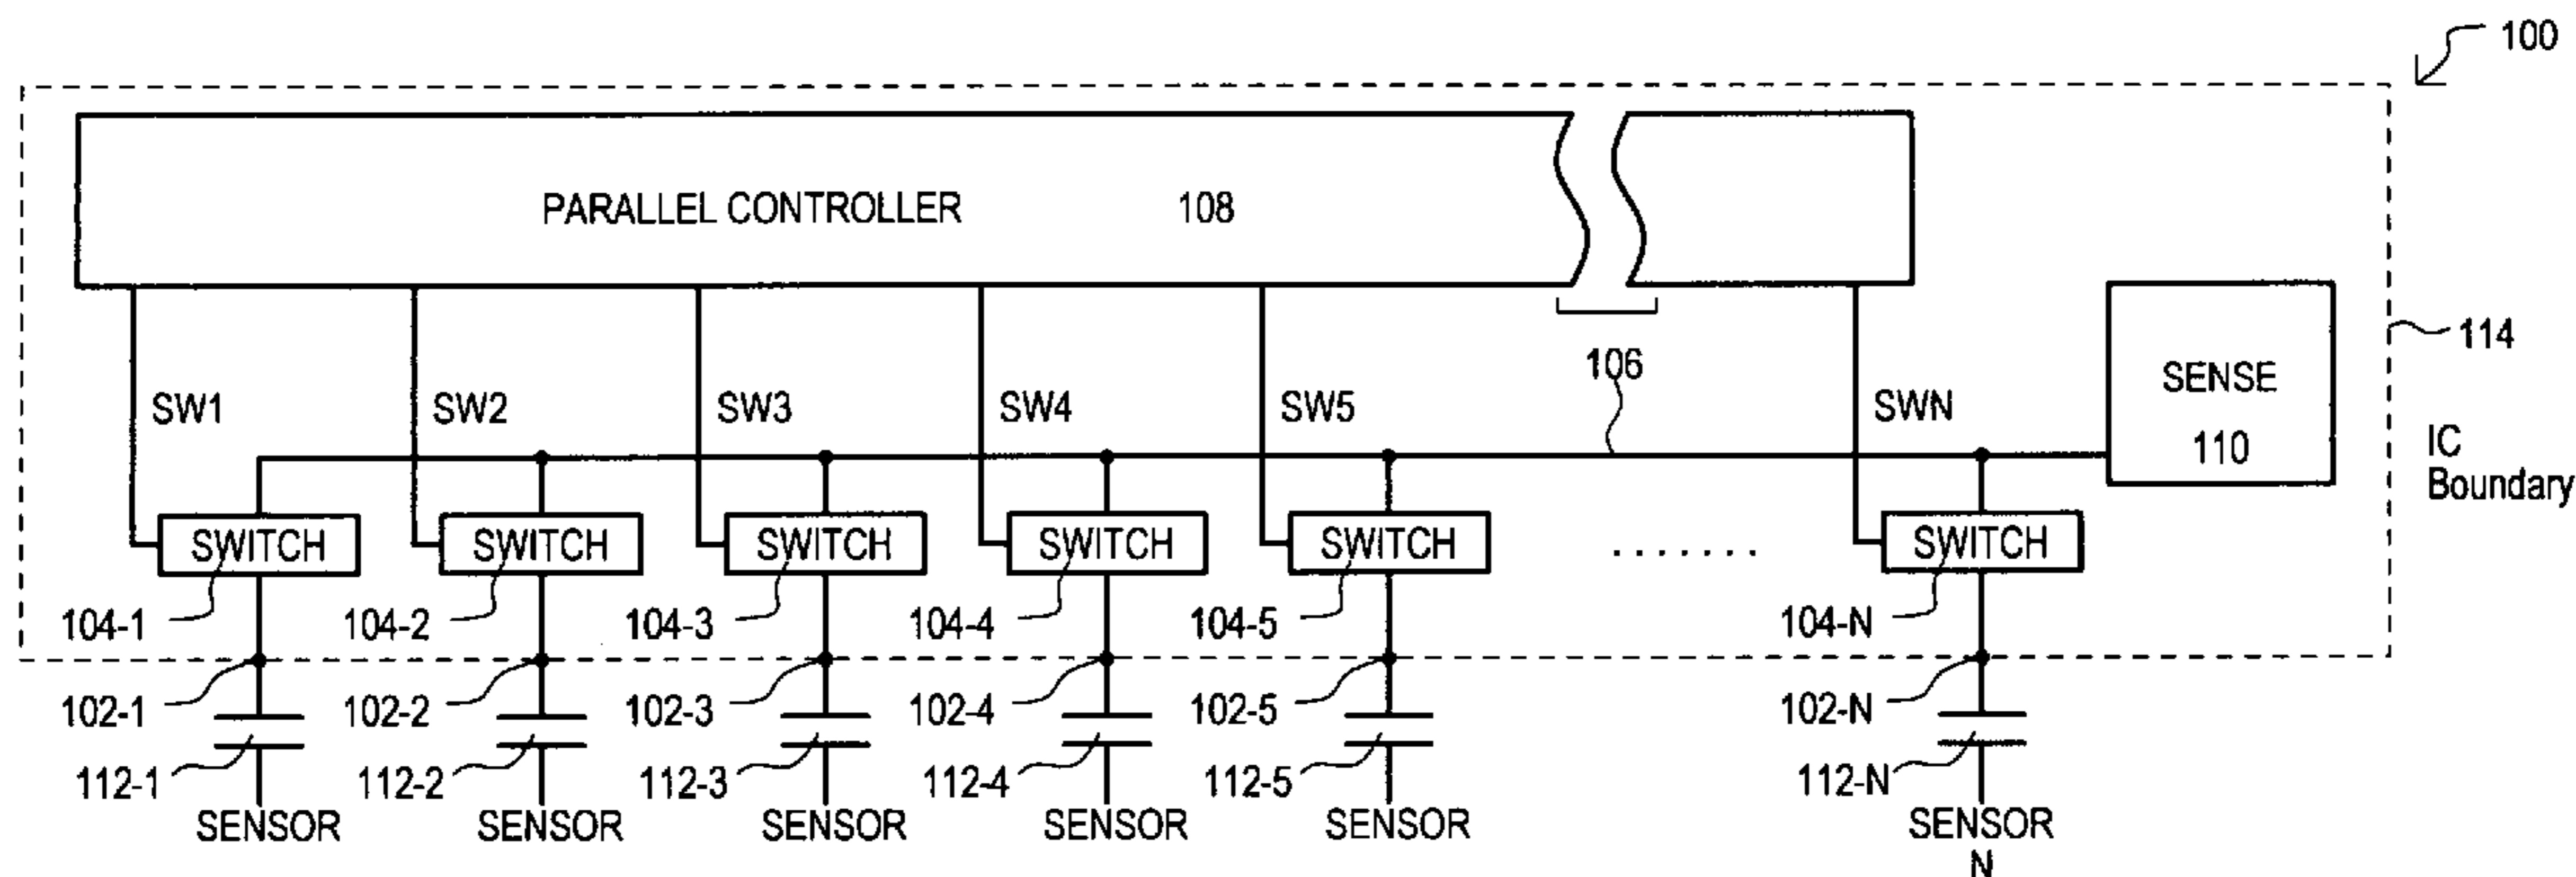 100
PARALLEL CONTROLLER 108
114
106
SW1 SW2 SW3 SW4 SW5 SWN
SENSE
110
IC
Boundary
SWITCH SWITCH SWITCH SWITCH SWITCH ....... SWITCH
104-1 104-2 104-3 104-4 104-5 104-N
102-1 102-2 102-3 102-4 102-5 102-N
112-1 112-2 112-3 112-4 112-5 112-N
SENSOR SENSOR SENSOR SENSOR SENSOR SENSOR
N